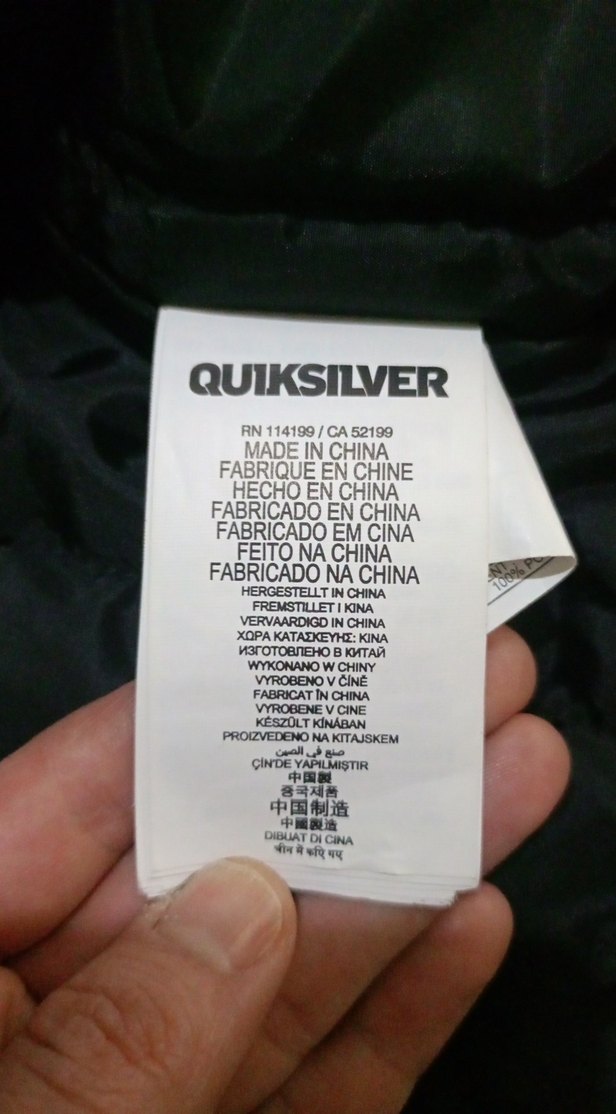 QUIKSILVER
RN 114199 / CA 52199
MADE IN CHINA
FABRIQUE EN CHINE
HECHO EN CHINA
FABRICADO EN CHINA
FABRICADO EM CINA
FEITO NA CHINA
FABRICADO NA CHINA
HERGESTELLT IN CHINA
FREMSTILLET I KINA
VERVAARDIGD IN CHINA
ΧΩΡΑ ΚΑΤΑΣΚΕΥΗΣ: ΚΙΝΑ
ИЗГОТОВЛЕНО В КИТАЙ
WYKONANO W CHINY
VYROBENO V ČÍNĚ
FABRICAT ÎN CHINA
VYROBENE V CINE
KÉSZÜLT KÍNÁBAN
PROIZVEDENO NA KITAJSKEM
صنع في الصين
ÇİN'DE YAPILMIŞTIR
中国製
중국제품
中国制造
中國製造
DIBUAT DI CINA
चीन में
100%